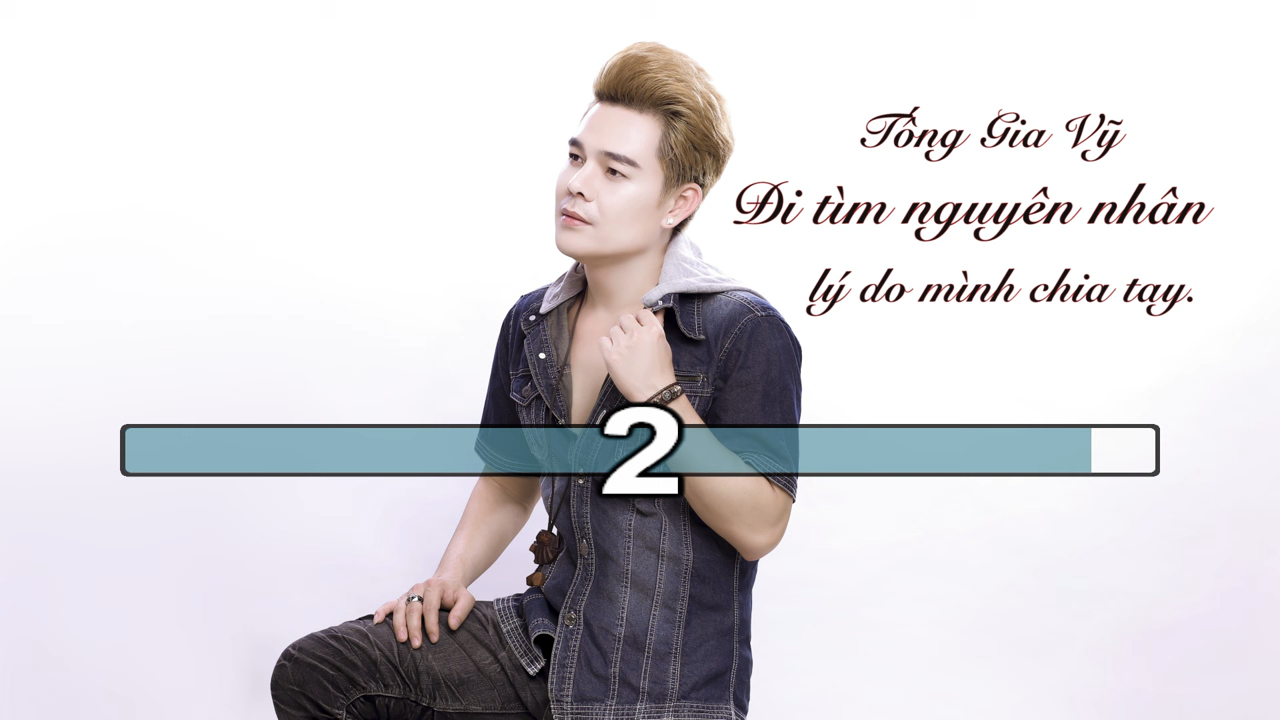 Tống Gia Vỹ
Đi tìm nguyên nhân
lý do mình chia tay.
2